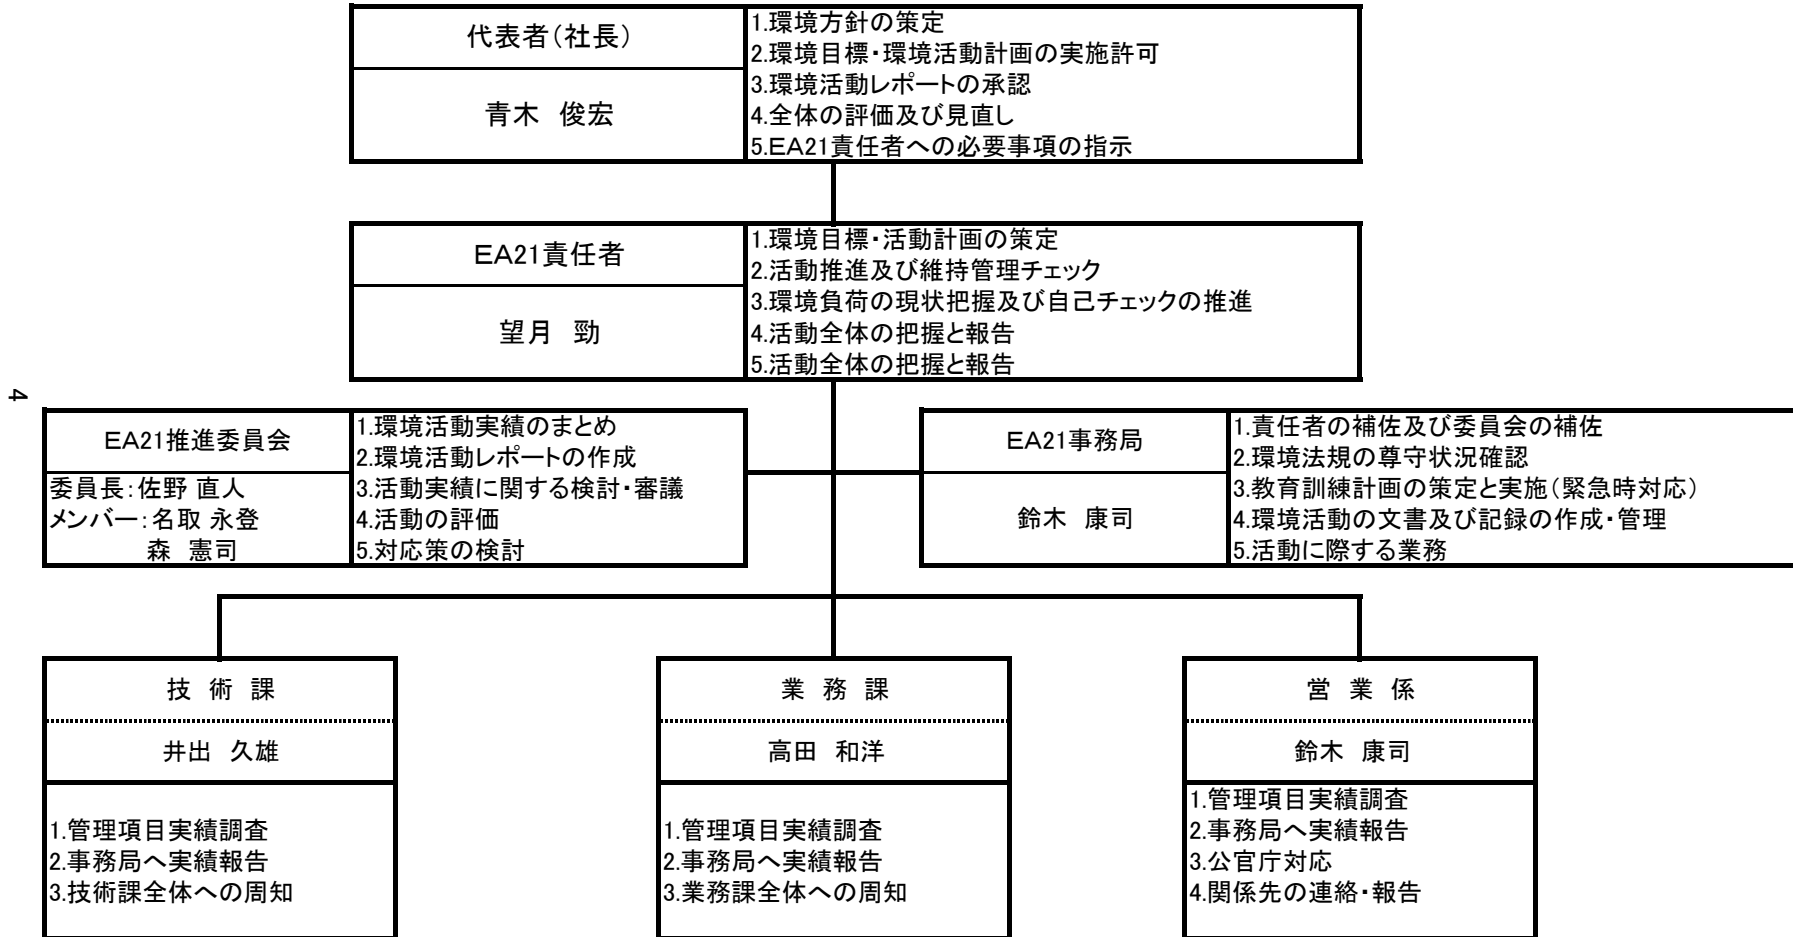 代表者(社長)
青木　俊宏
1.環境方針の策定
2.環境目標・環境活動計画の実施許可
3.環境活動レポートの承認
4.全体の評価及び見直し
5.EA21責任者への必要事項の指示
EA21責任者
望月　勁
1.環境目標・活動計画の策定
2.活動推進及び維持管理チェック
3.環境負荷の現状把握及び自己チェックの推進
4.活動全体の把握と報告
5.活動全体の把握と報告
4
EA21推進委員会
委員長:佐野 直人
メンバー:名取 永登
森　憲司
1.環境活動実績のまとめ
2.環境活動レポートの作成
3.活動実績に関する検討・審議
4.活動の評価
5.対応策の検討
EA21事務局
鈴木　康司
1.責任者の補佐及び委員会の補佐
2.環境法規の尊守状況確認
3.教育訓練計画の策定と実施(緊急時対応)
4.環境活動の文書及び記録の作成・管理
5.活動に際する業務
技 術 課
井出　久雄
1.管理項目実績調査
2.事務局へ実績報告
3.技術課全体への周知
業 務 課
高田　和洋
1.管理項目実績調査
2.事務局へ実績報告
3.業務課全体への周知
営 業 係
鈴木　康司
1.管理項目実績調査
2.事務局へ実績報告
3.公官庁対応
4.関係先の連絡・報告